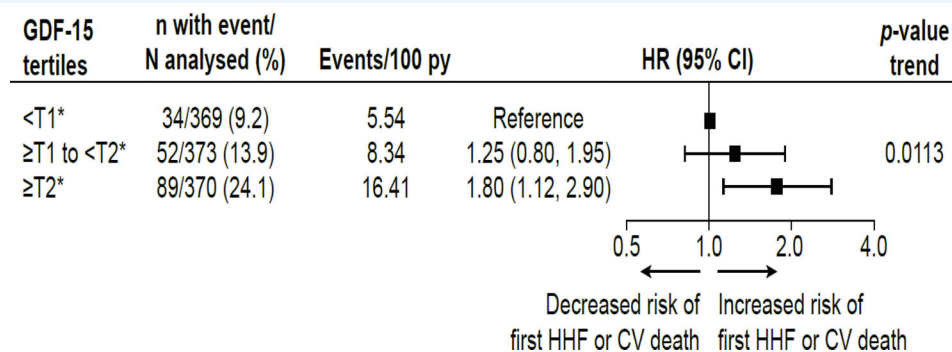 GDF-15 tertiles n with event/ N analysed (%) Events/100 py HR (95% CI) p-value trend
<T1* 34/369 (9.2) 5.54 Reference
≥T1 to <T2* 52/373 (13.9) 8.34 1.25 (0.80, 1.95) 0.0113
≥T2* 89/370 (24.1) 16.41 1.80 (1.12, 2.90)
0.5 1.0 2.0 4.0
Decreased risk of first HHF or CV death
Increased risk of first HHF or CV death